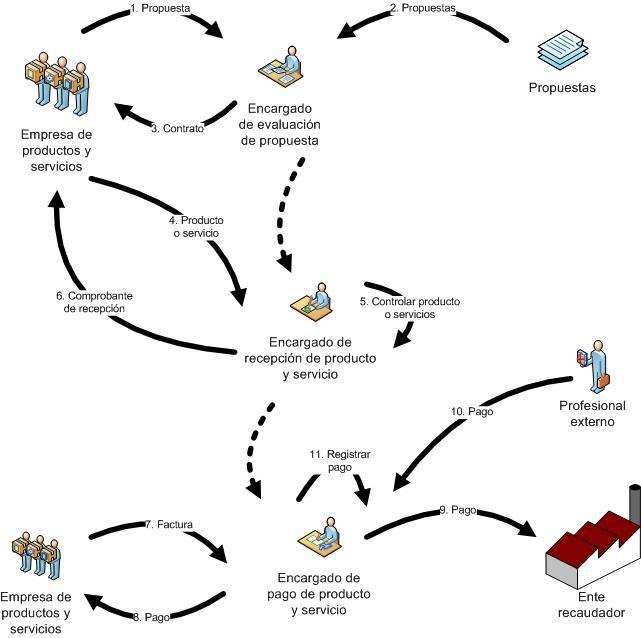 1. Propuesta
2. Propuestas
Propuestas
Encargado
de evaluación
de propuesta
3. Contrato
Empresa de
productos y
servicios
4. Producto
o servicio
6. Comprobante
de recepción
5. Controlar producto
o servicios
Encargado de
recepción de producto
y servicio
Profesional
externo
10. Pago
11. Registrar
pago
9. Pago
7. Factura
Encargado de
pago de producto
y servicio
Empresa de
productos y
servicios
8. Pago
Ente
recaudador